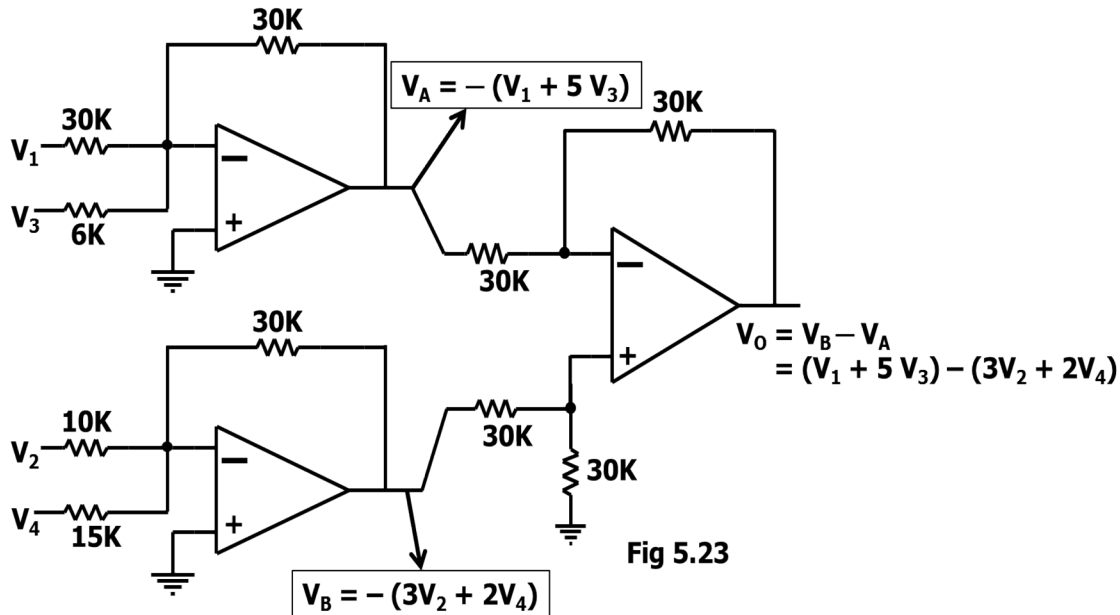 30K
V_A = – (V_1 + 5 V_3)
30K
30K
V_1
–
V_3
6K
+
30K
–
30K
V_O = V_B – V_A
= (V_1 + 5 V_3) – (3V_2 + 2V_4)
+
10K
30K
V_2
–
30K
V_4
15K
+
Fig 5.23
V_B = – (3V_2 + 2V_4)